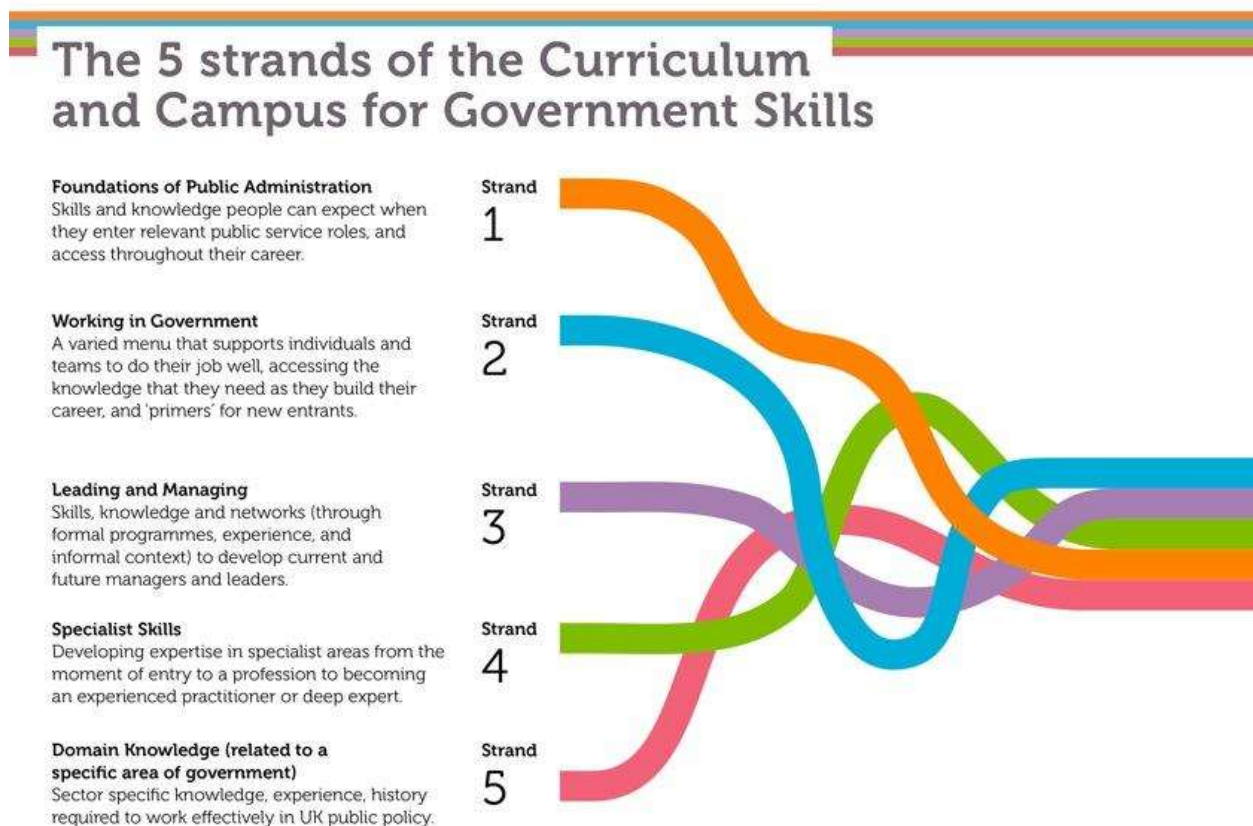 The 5 strands of the Curriculum
and Campus for Government Skills
Foundations of Public Administration
Skills and knowledge people can expect when
they enter relevant public service roles, and
access throughout their career.
Strand
1
Working in Government
A varied menu that supports individuals and
teams to do their job well, accessing the
knowledge that they need as they build their
career, and ‘primers’ for new entrants.
Strand
2
Leading and Managing
Skills, knowledge and networks (through
formal programmes, experience, and
informal context) to develop current and
future managers and leaders.
Strand
3
Specialist Skills
Developing expertise in specialist areas from the
moment of entry to a profession to becoming
an experienced practitioner or deep expert.
Strand
4
Domain Knowledge (related to a
specific area of government)
Sector specific knowledge, experience, history
required to work effectively in UK public policy.
Strand
5